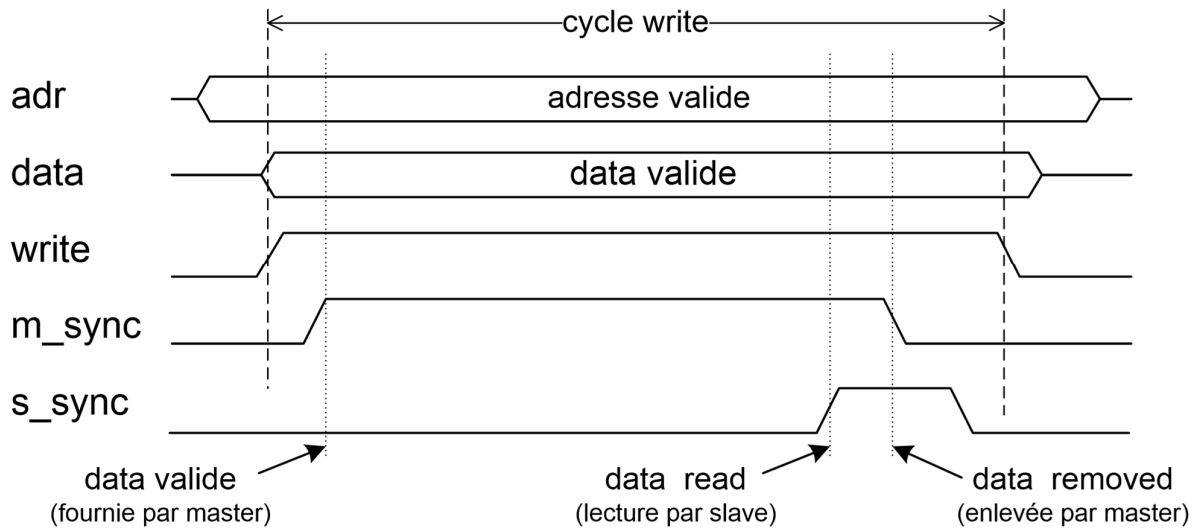 cycle write
adr
adresse valide
data
data valide
write
m_sync
s_sync
data valide
(fournie par master)
data read
(lecture par slave)
data removed
(enlevée par master)